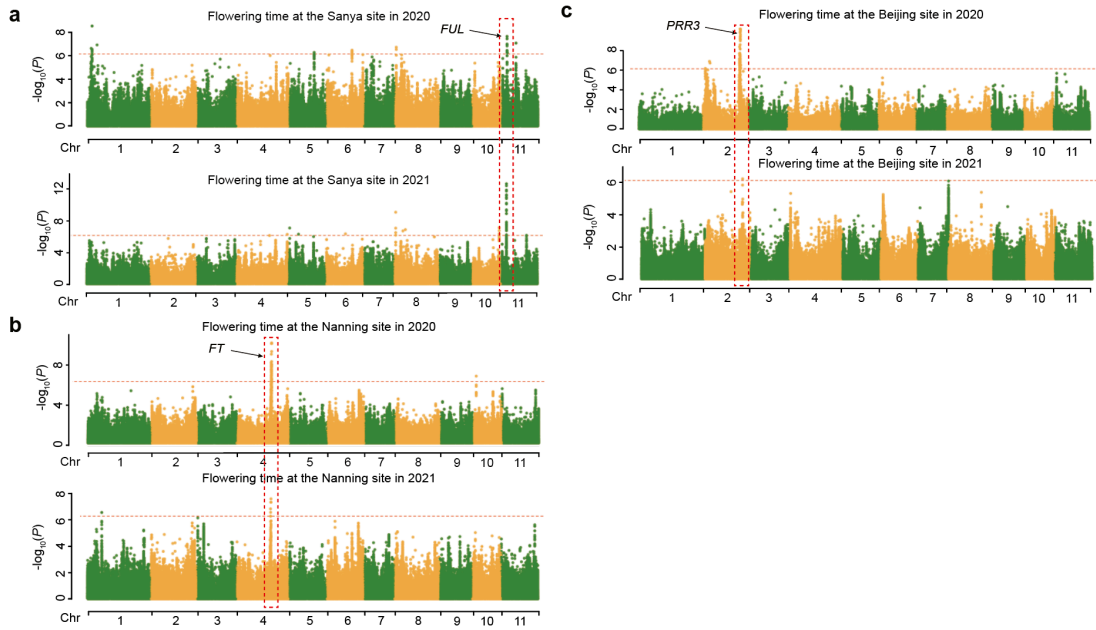 a
Flowering time at the Sanya site in 2020
FUL
-log10(P)
8
6
4
2
0
Chr 1 2 3 4 5 6 7 8 9 10 11
Flowering time at the Sanya site in 2021
-log10(P)
12
8
4
0
Chr 1 2 3 4 5 6 7 8 9 10 11
b
Flowering time at the Nanning site in 2020
FT
-log10(P)
8
4
0
Chr 1 2 3 4 5 6 7 8 9 10 11
Flowering time at the Nanning site in 2021
-log10(P)
8
6
4
2
0
Chr 1 2 3 4 5 6 7 8 9 10 11
c
Flowering time at the Beijing site in 2020
PRR3
-log10(P)
8
6
4
2
0
Chr 1 2 3 4 5 6 7 8 9 10 11
Flowering time at the Beijing site in 2021
-log10(P)
6
4
2
0
Chr 1 2 3 4 5 6 7 8 9 10 11